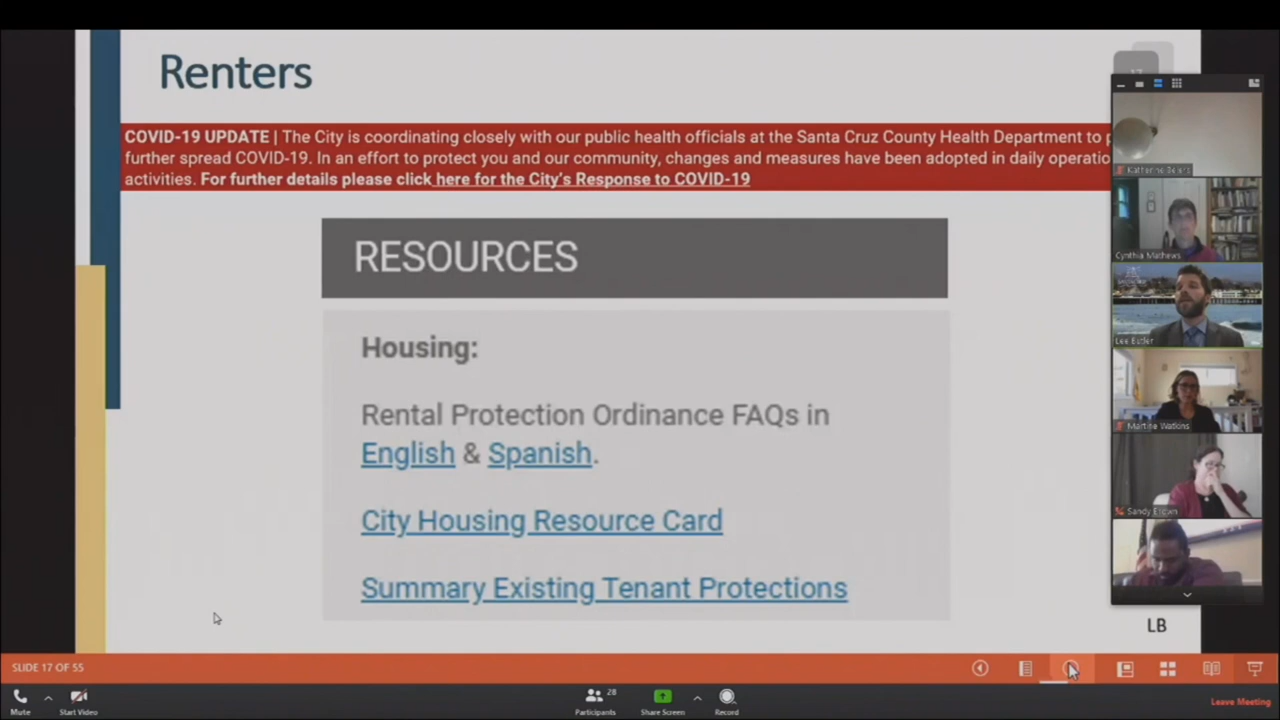 Renters
17
COVID-19 UPDATE | The City is coordinating closely with our public health officials at the Santa Cruz County Health Department to p
further spread COVID-19. In an effort to protect you and our community, changes and measures have been adopted in daily operatio
activities. For further details please click here for the City's Response to COVID-19
RESOURCES
Housing:
Rental Protection Ordinance FAQs in
English & Spanish.
City Housing Resource Card
Summary Existing Tenant Protections
LB
Katherine Beiers
Cynthia Mathews
Lee Butler
Martine Watkins
Sandy Brown
SLIDE 17 OF 55
Mute
Start Video
28
Participants
Share Screen
Record
Leave Meeting